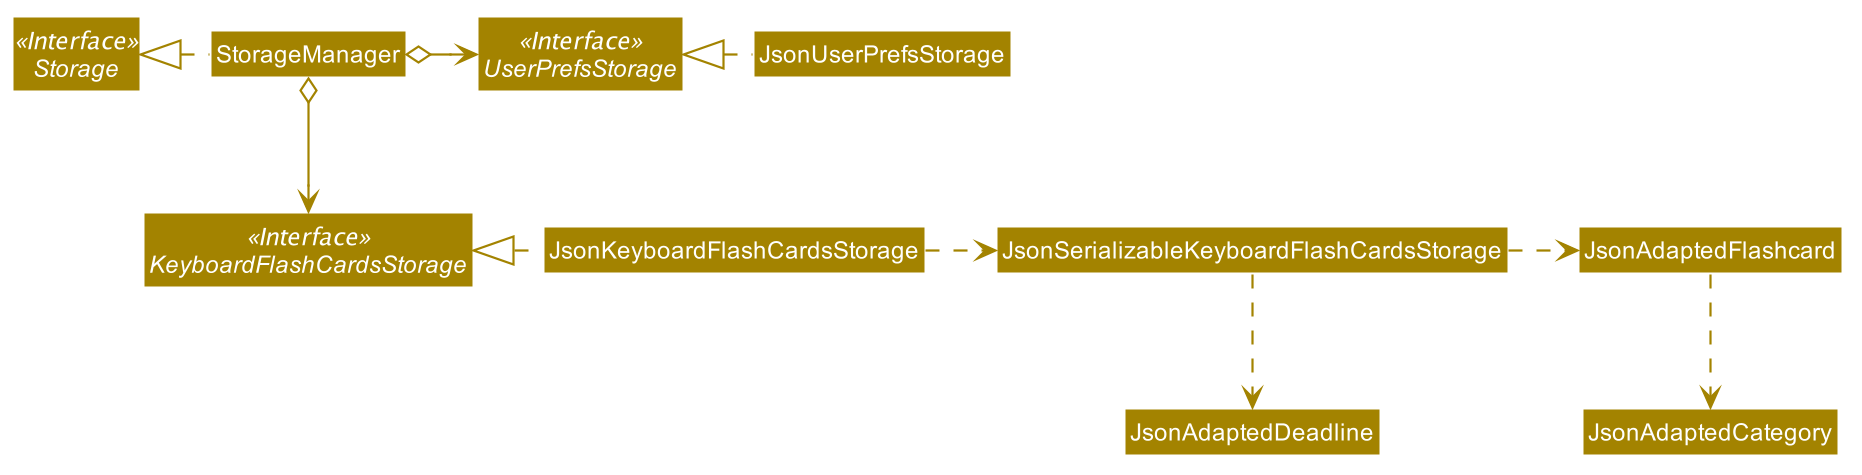 «Interface»
Storage
StorageManager
«Interface»
UserPrefsStorage
JsonUserPrefsStorage
«Interface»
KeyboardFlashCardsStorage
JsonKeyboardFlashCardsStorage
JsonSerializableKeyboardFlashCardsStorage
JsonAdaptedFlashcard
JsonAdaptedDeadline
JsonAdaptedCategory